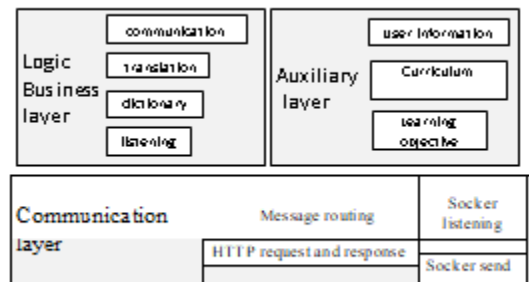 communication
translation
dictionary
listening
Logic
Business
layer
user information
Curriculum
Learning
objective
Auxiliary
layer
Communication
layer
Message routing
HTTP request and response
Socker
listening
Socker send